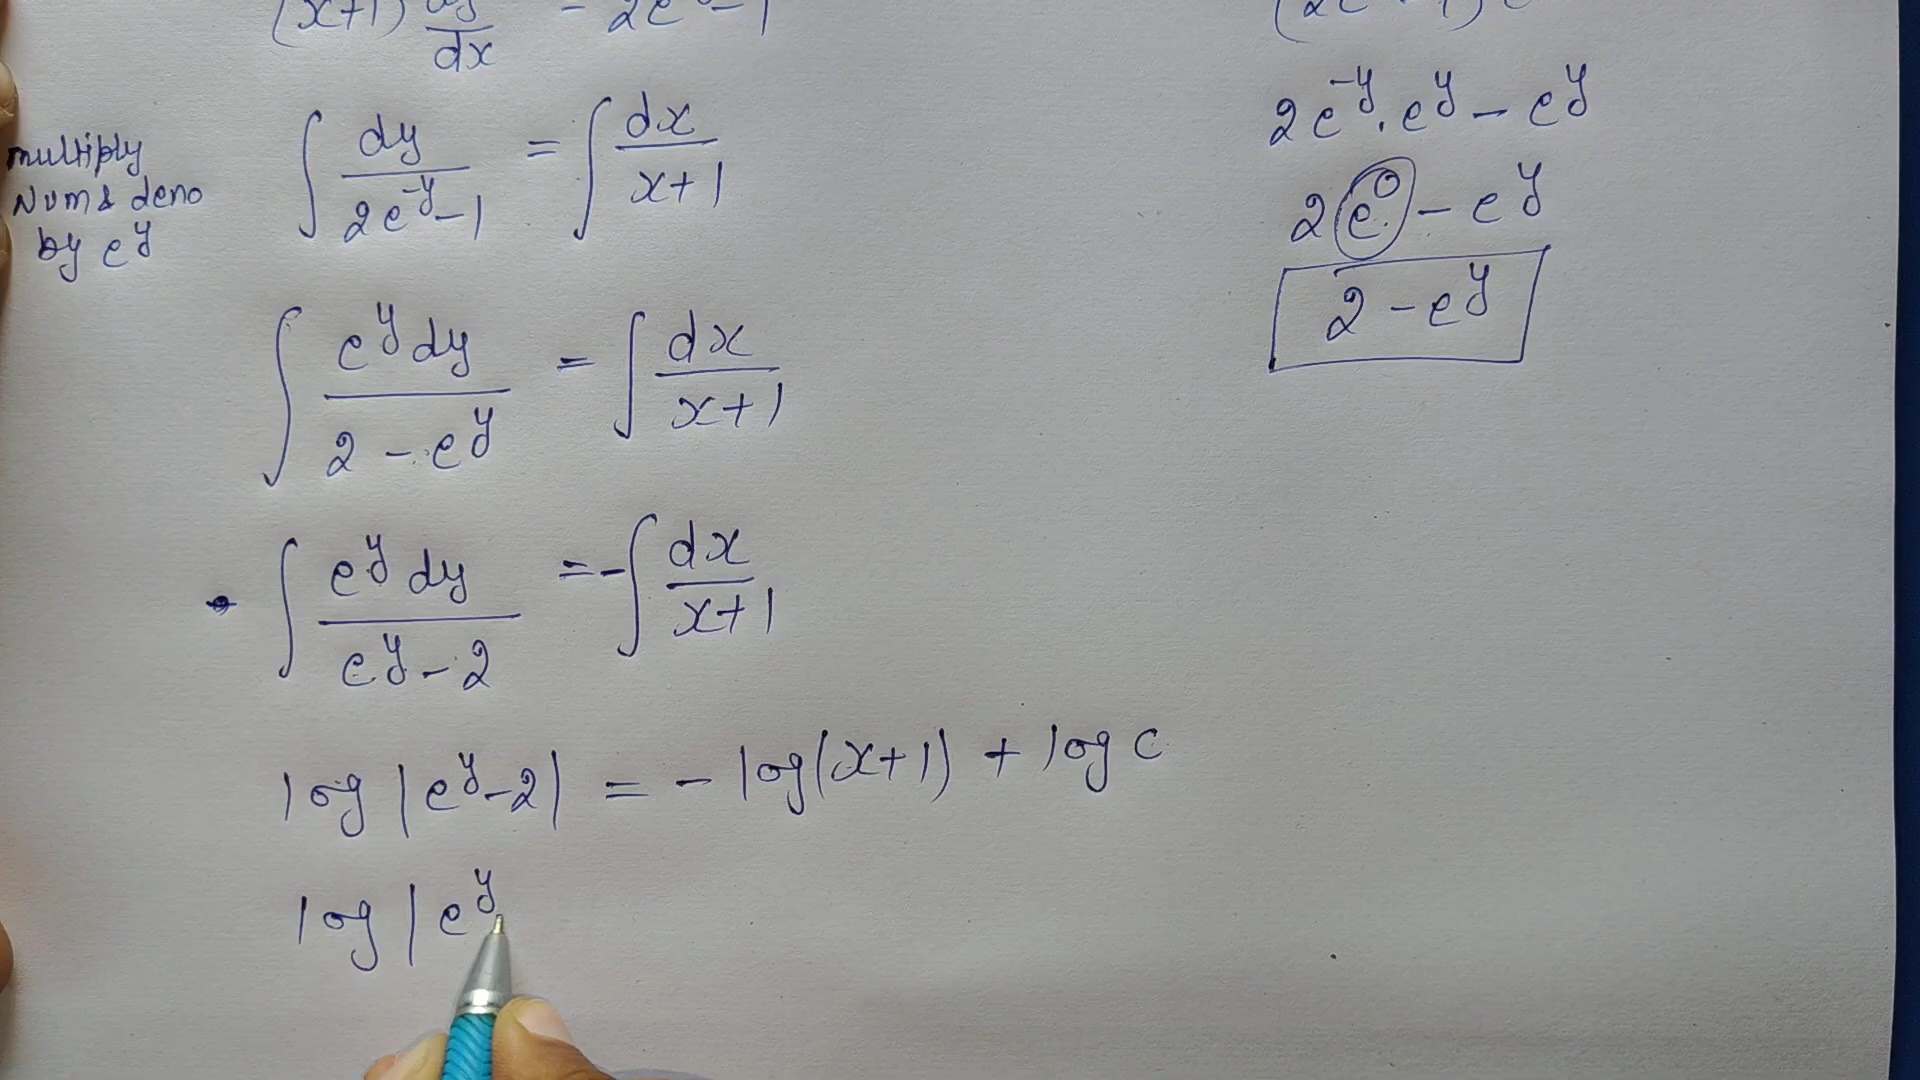 (x+1) dy/dx = 2e^-y - 1
multiply
Num & deno
by e^y
∫ dy/(2e^-y - 1) = ∫ dx/(x+1)
∫ e^y dy/(2 - e^y) = ∫ dx/(x+1)
∫ e^y dy/(e^y - 2) = -∫ dx/(x+1)
log |e^y - 2| = - log(x+1) + log c
log | e^y
2e^-y . e^y - e^y
2 e^0 - e^y
2 - e^y